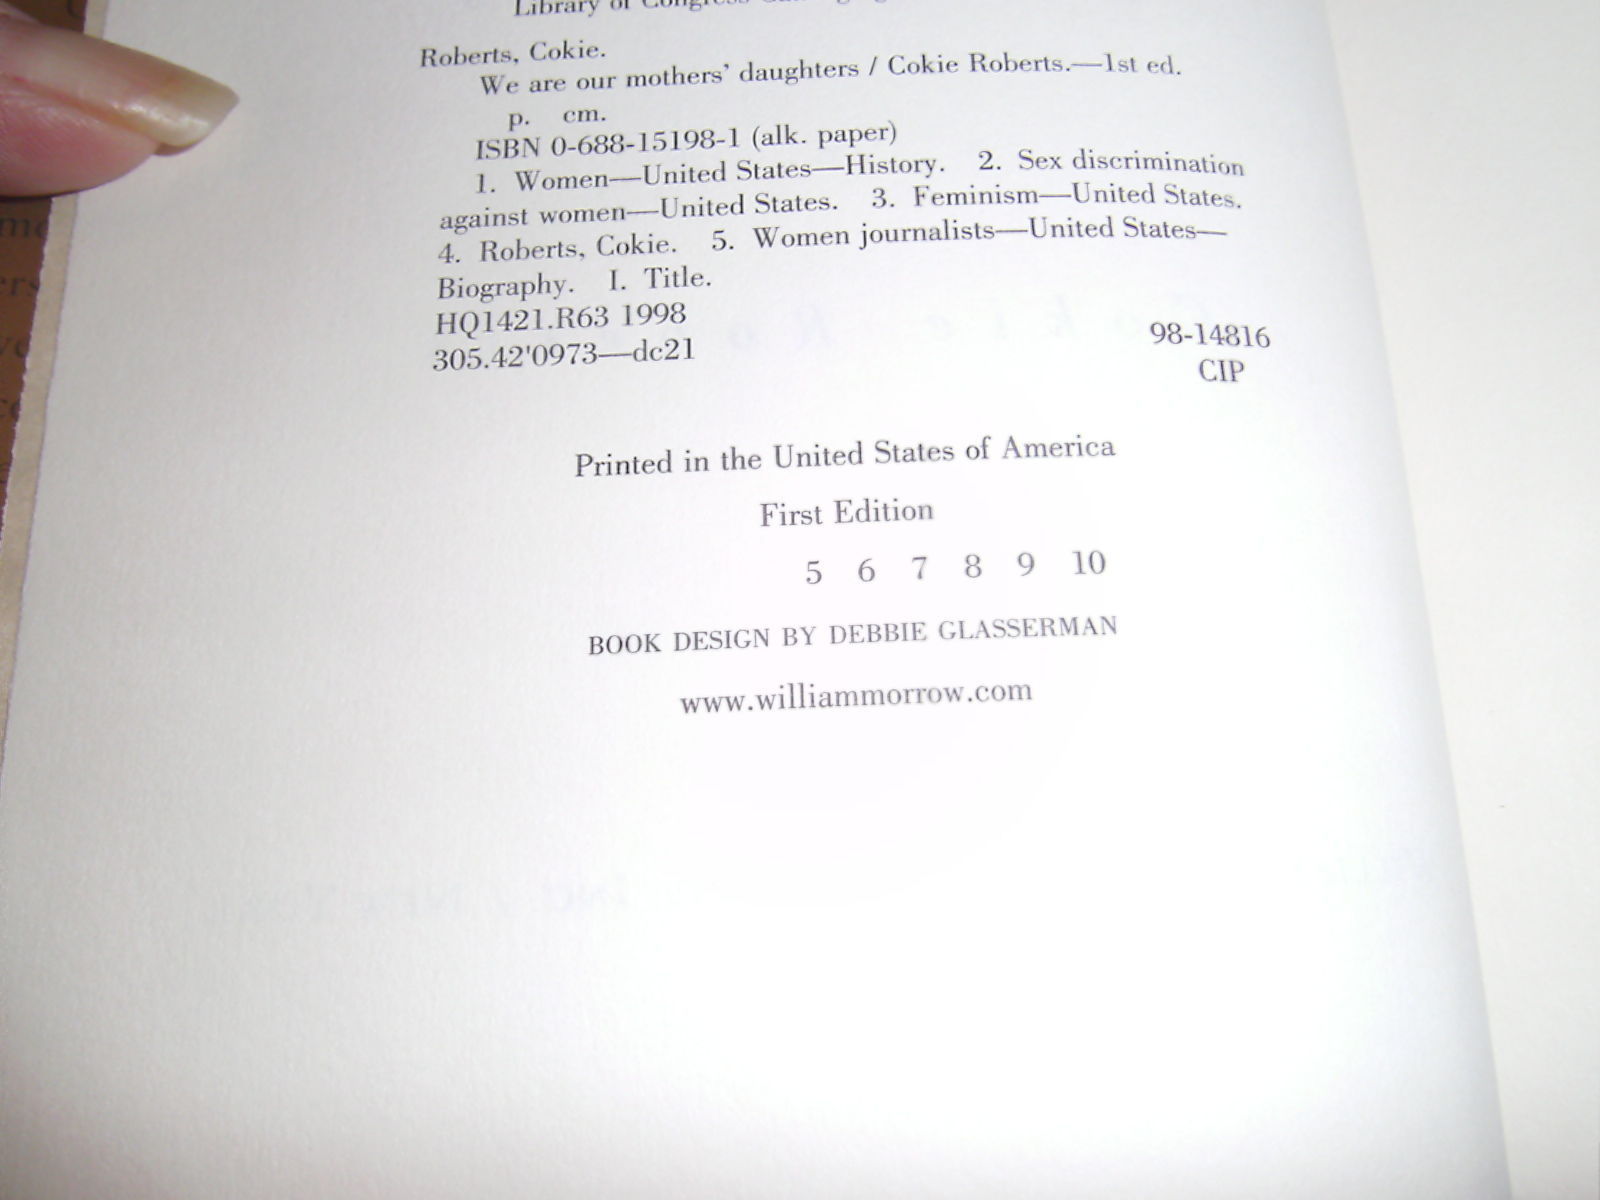 Library of Congress
Roberts, Cokie.
We are our mothers' daughters / Cokie Roberts.—1st ed.
p. cm.
ISBN 0-688-15198-1 (alk. paper)
1. Women—United States—History. 2. Sex discrimination
against women—United States. 3. Feminism—United States.
4. Roberts, Cokie. 5. Women journalists—United States—
Biography. I. Title.
HQ1421.R63 1998
305.42'0973—dc21
98-14816
CIP
Printed in the United States of America
First Edition
5 6 7 8 9 10
BOOK DESIGN BY DEBBIE GLASSERMAN
www.williammorrow.com